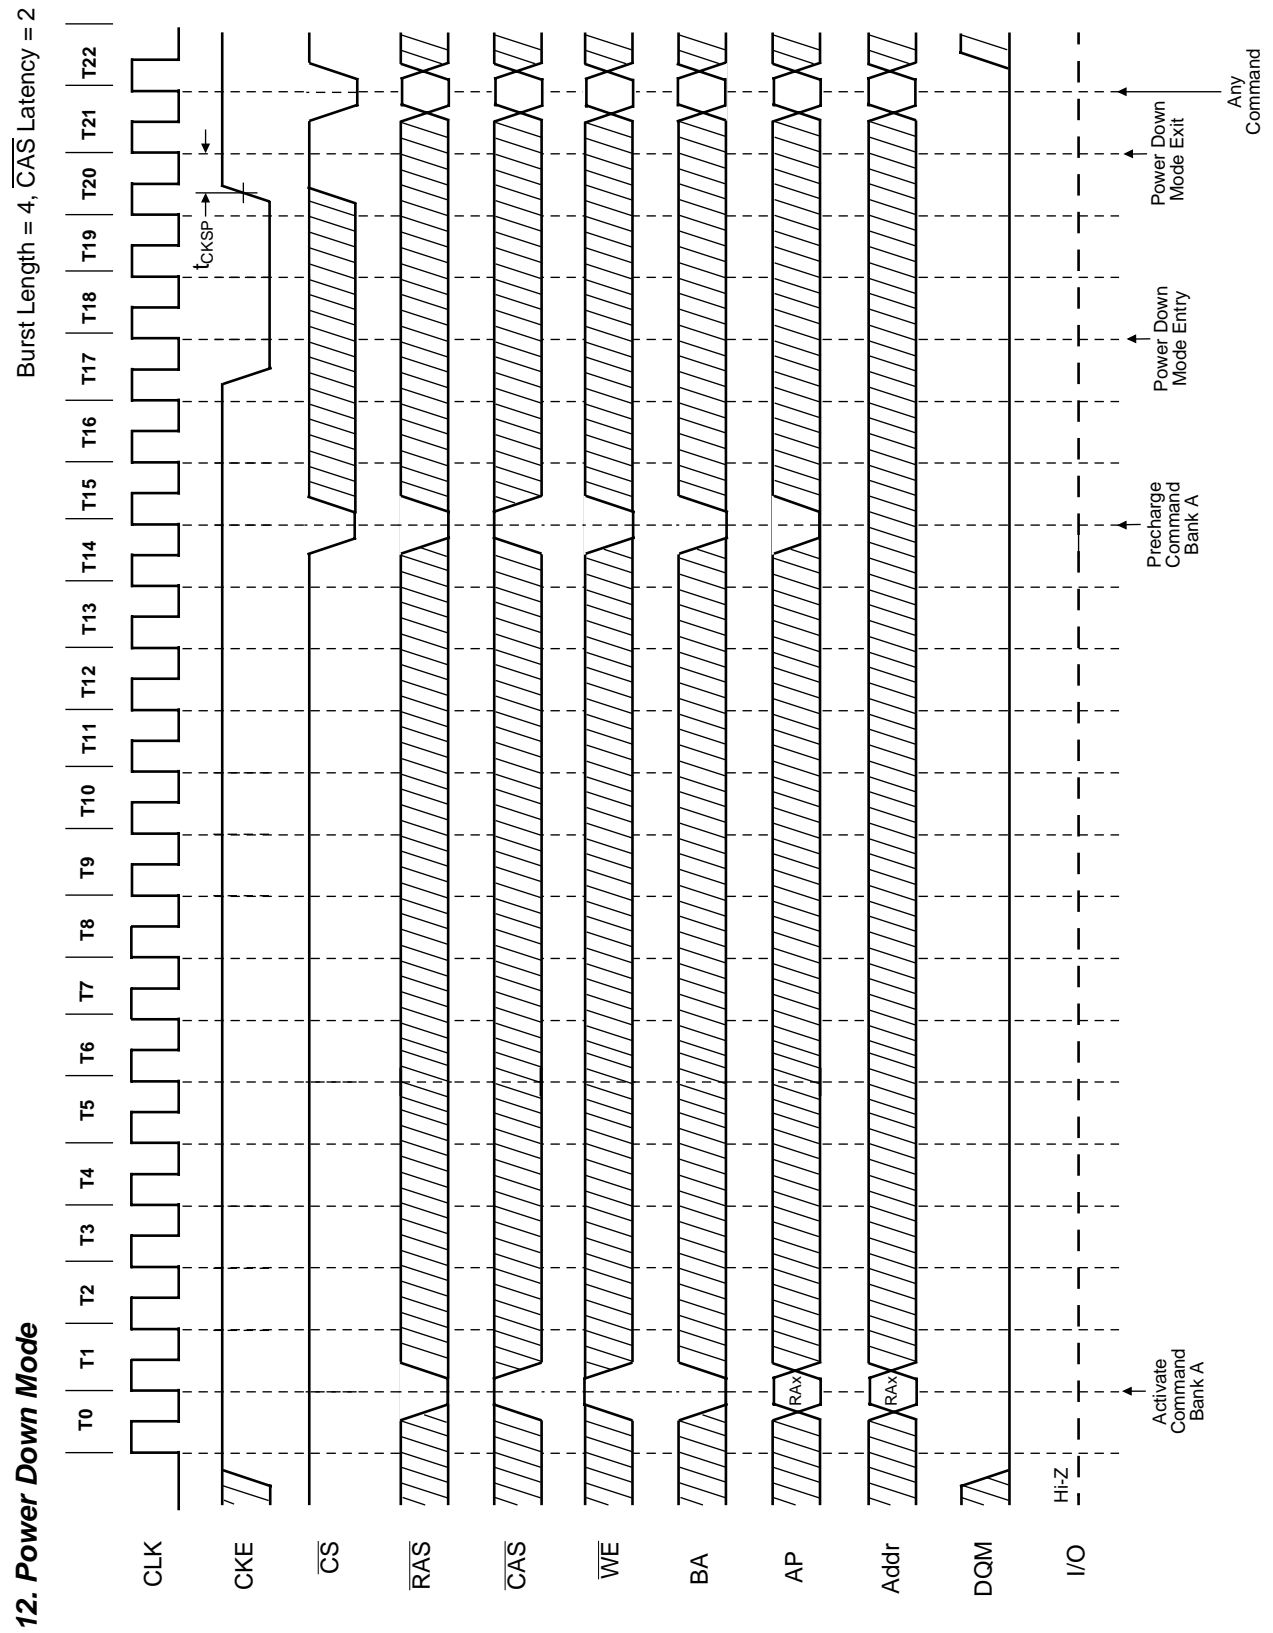 12. Power Down Mode
Burst Length = 4, CAS Latency = 2
T0 T1 T2 T3 T4 T5 T6 T7 T8 T9 T10 T11 T12 T13 T14 T15 T16 T17 T18 T19 T20 T21 T22
CLK
tCKSP
CKE
CS
RAS
CAS
WE
BA
AP
RAx
Addr
RAx
DQM
Hi-Z
I/O
Activate
Command
Bank A
Precharge
Command
Bank A
Power Down
Mode Entry
Power Down
Mode Exit
Any
Command